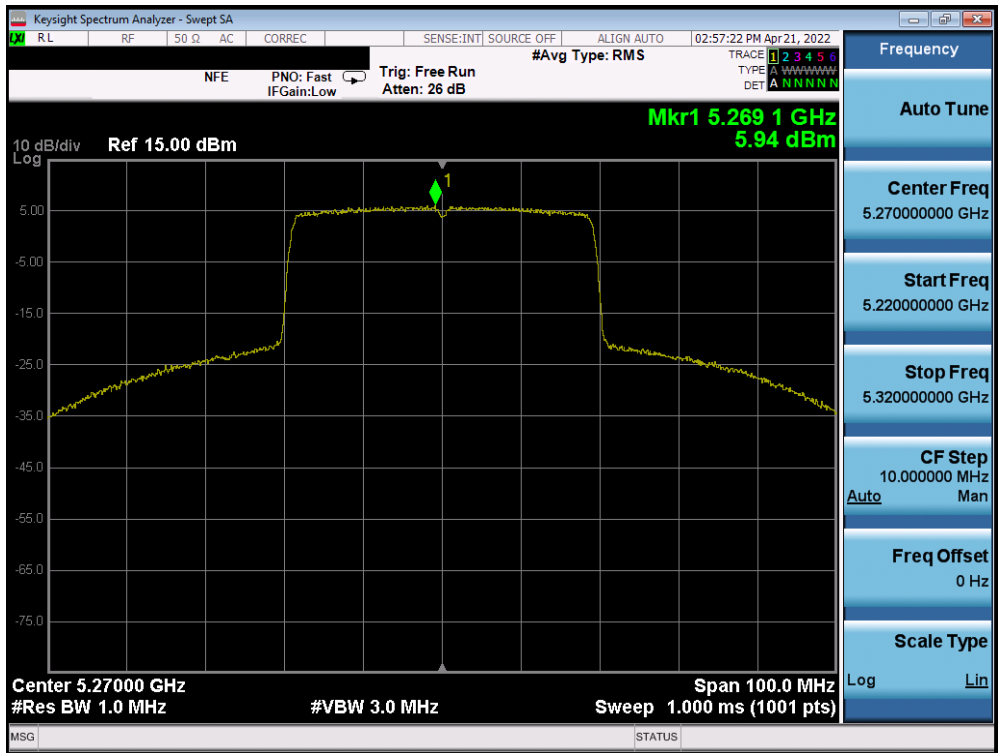 Keysight Spectrum Analyzer - Swept SA
LXI RL RF 50 Ω AC CORREC SENSE:INT SOURCE OFF ALIGN AUTO 02:57:22 PM Apr 21, 2022
#Avg Type: RMS
TRACE 1 2 3 4 5 6
TYPE A WWWWW
DET A N N N N N
NFE
PNO: Fast
IFGain:Low
Trig: Free Run
Atten: 26 dB
Mkr1 5.269 1 GHz
5.94 dBm
10 dB/div
Log
Ref 15.00 dBm
1
5.00
-5.00
-15.0
-25.0
-35.0
-45.0
-55.0
-65.0
-75.0
Center 5.27000 GHz
Span 100.0 MHz
#Res BW 1.0 MHz
#VBW 3.0 MHz
Sweep 1.000 ms (1001 pts)
MSG
STATUS
Frequency
Auto Tune
Center Freq
5.270000000 GHz
Start Freq
5.220000000 GHz
Stop Freq
5.320000000 GHz
CF Step
10.000000 MHz
Auto Man
Freq Offset
0 Hz
Scale Type
Log Lin